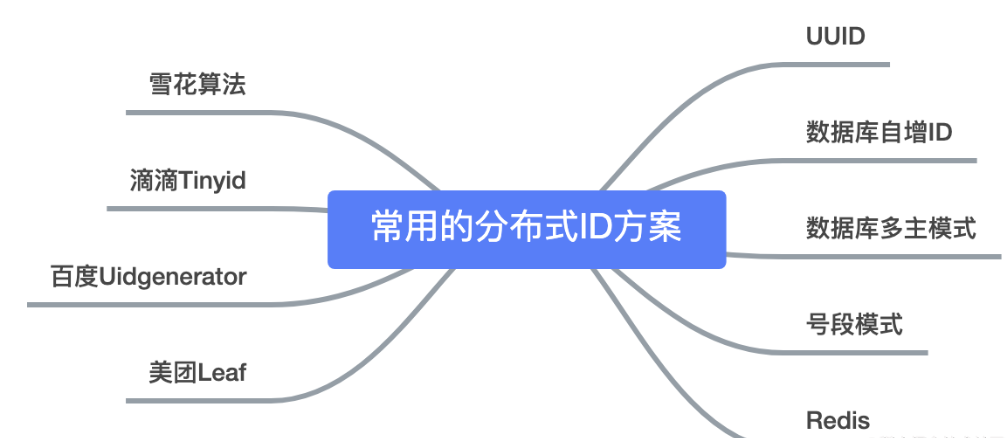 常用的分布式ID方案
UUID
数据库自增ID
数据库多主模式
号段模式
Redis
雪花算法
滴滴Tinyid
百度Uidgenerator
美团Leaf